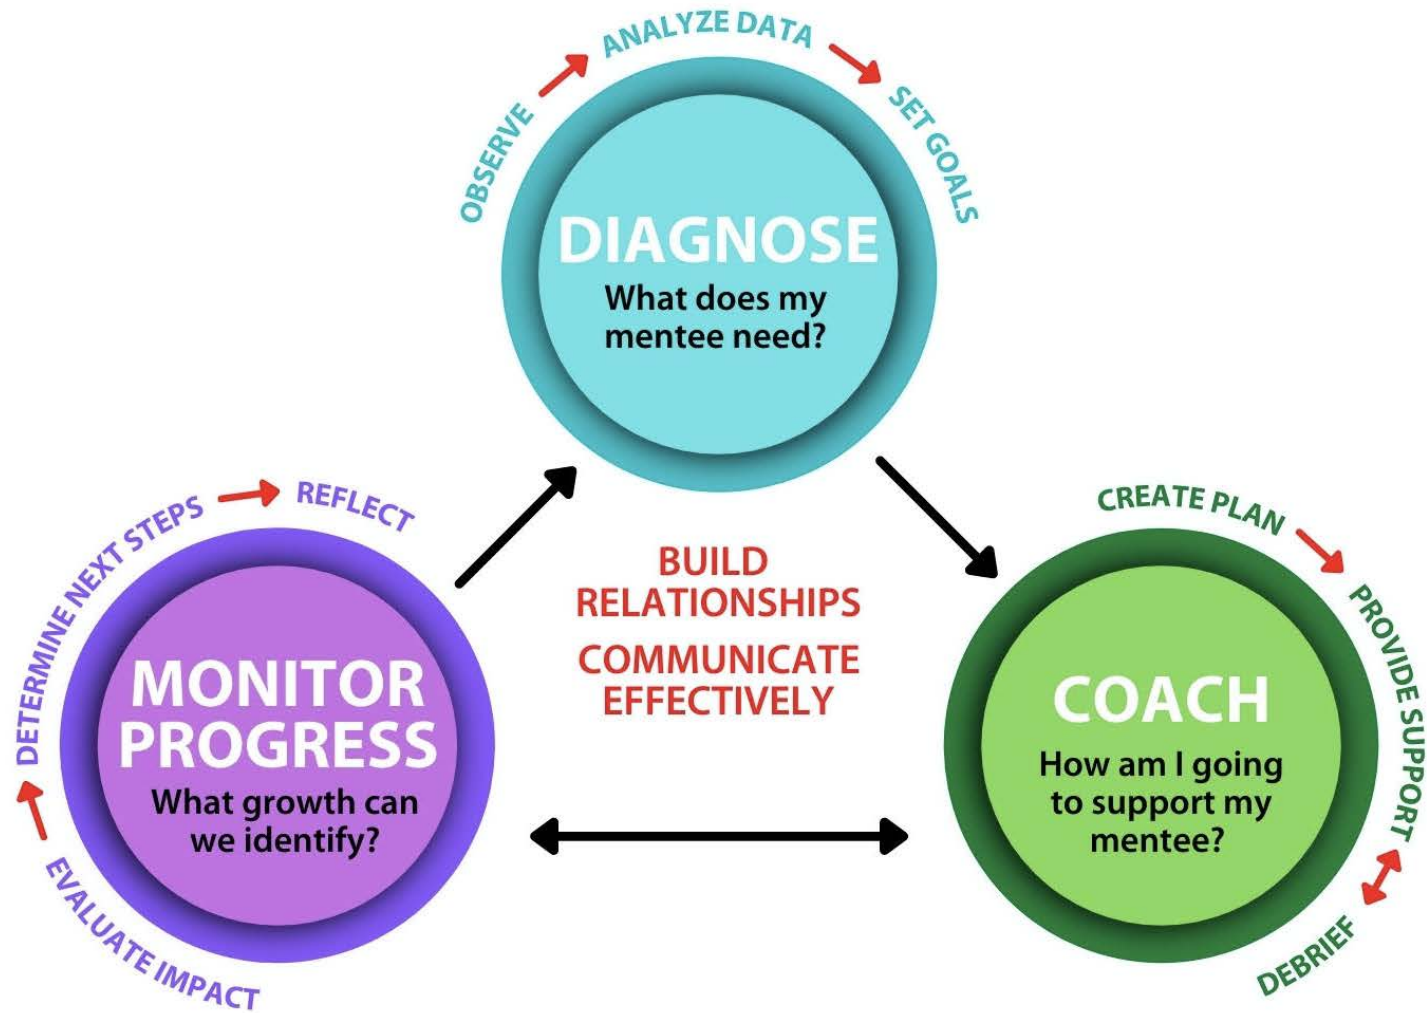 OBSERVE
ANALYZE DATA
SET GOALS
DIAGNOSE
What does my
mentee need?
CREATE PLAN
PROVIDE SUPPORT
DEBRIEF
COACH
How am I going
to support my
mentee?
EVALUATE IMPACT
DETERMINE NEXT STEPS
REFLECT
MONITOR
PROGRESS
What growth can
we identify?
BUILD
RELATIONSHIPS
COMMUNICATE
EFFECTIVELY